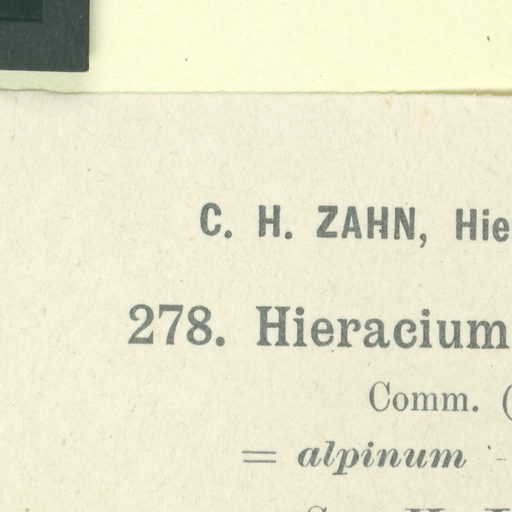 C. H. ZAHN, Hie
278. Hieracium
Comm. (
= alpinum -